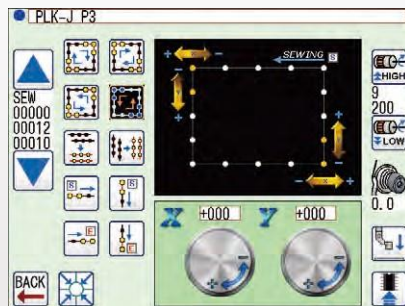 PLK-J P3
SEWING S
HIGH
SEW
00000
00012
00010
9
200
LOW
0.0
X +000 Y +000
S
S
E
E
BACK